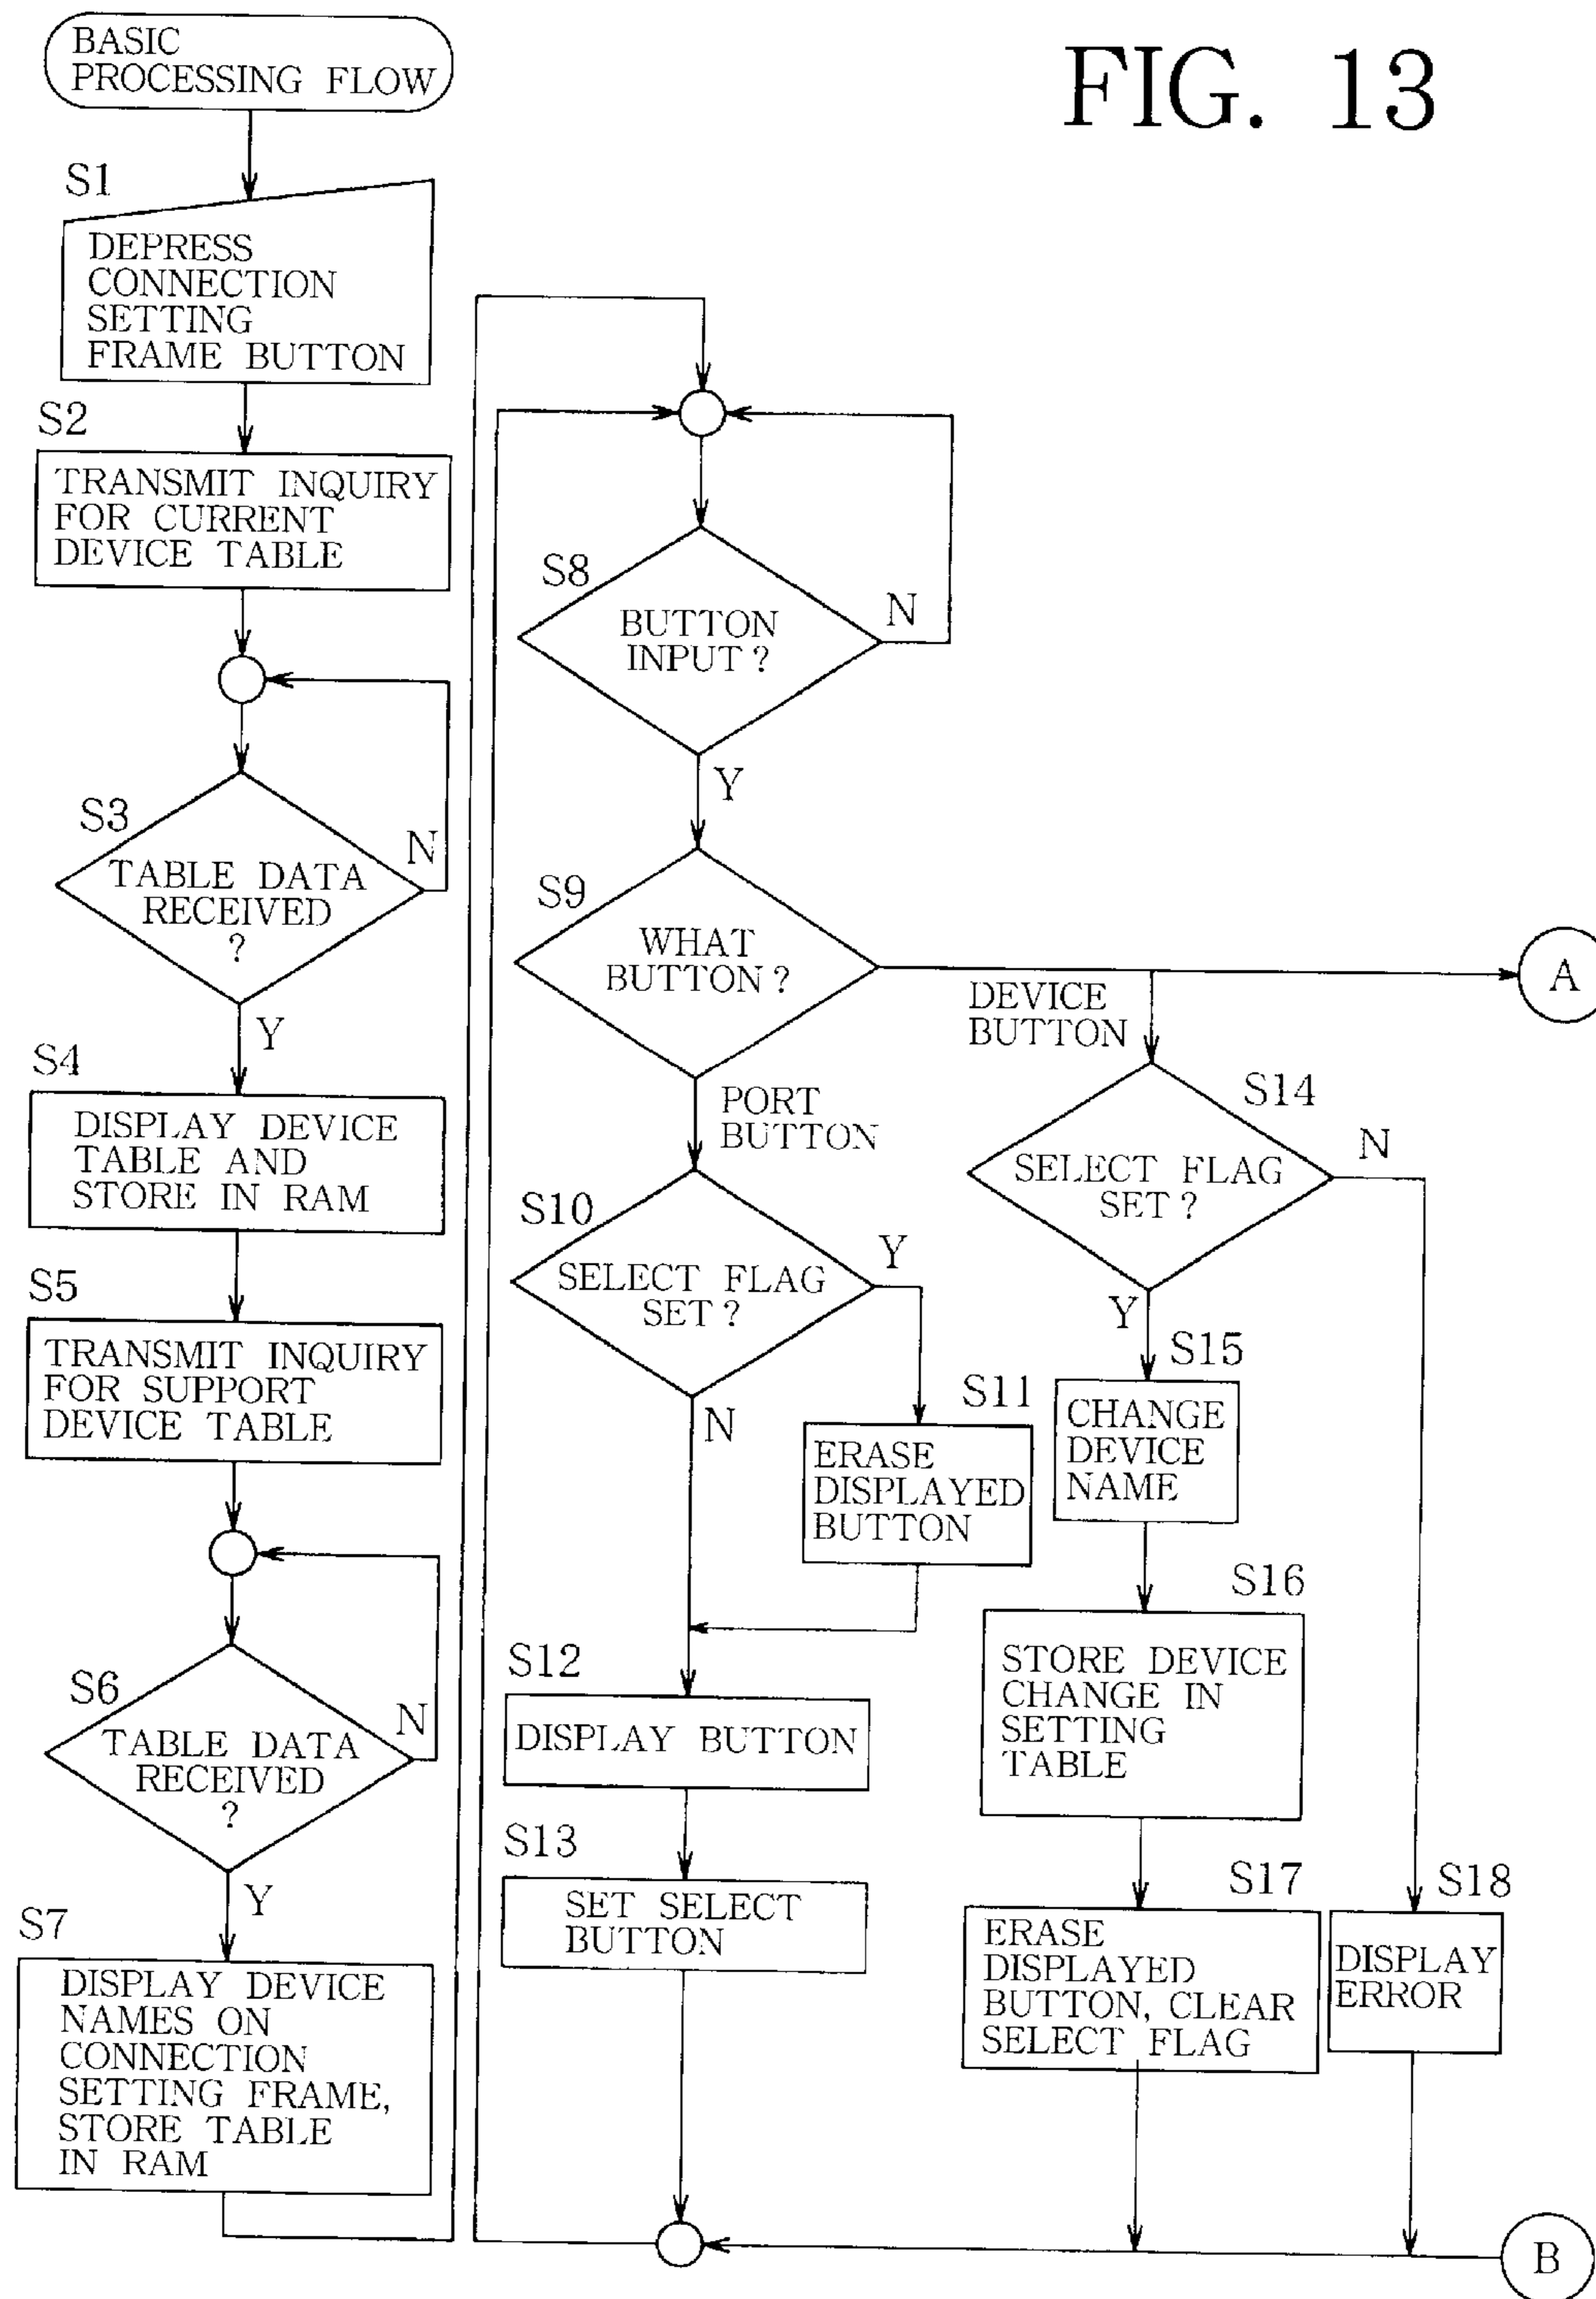 FIG. 13
BASIC
PROCESSING FLOW
S1
DEPRESS
CONNECTION
SETTING
FRAME BUTTON
S2
TRANSMIT INQUIRY
FOR CURRENT
DEVICE TABLE
S3
TABLE DATA
RECEIVED
?
N
Y
S4
DISPLAY DEVICE
TABLE AND
STORE IN RAM
S5
TRANSMIT INQUIRY
FOR SUPPORT
DEVICE TABLE
S6
TABLE DATA
RECEIVED
?
N
Y
S7
DISPLAY DEVICE
NAMES ON
CONNECTION
SETTING FRAME,
STORE TABLE
IN RAM
S8
BUTTON
INPUT ?
N
Y
S9
WHAT
BUTTON ?
A
DEVICE
BUTTON
PORT
BUTTON
S10
SELECT FLAG
SET ?
Y
N
S11
ERASE
DISPLAYED
BUTTON
S12
DISPLAY BUTTON
S13
SET SELECT
BUTTON
S14
SELECT FLAG
SET ?
N
Y
S15
CHANGE
DEVICE
NAME
S16
STORE DEVICE
CHANGE IN
SETTING
TABLE
S17
ERASE
DISPLAYED
BUTTON, CLEAR
SELECT FLAG
S18
DISPLAY
ERROR
B